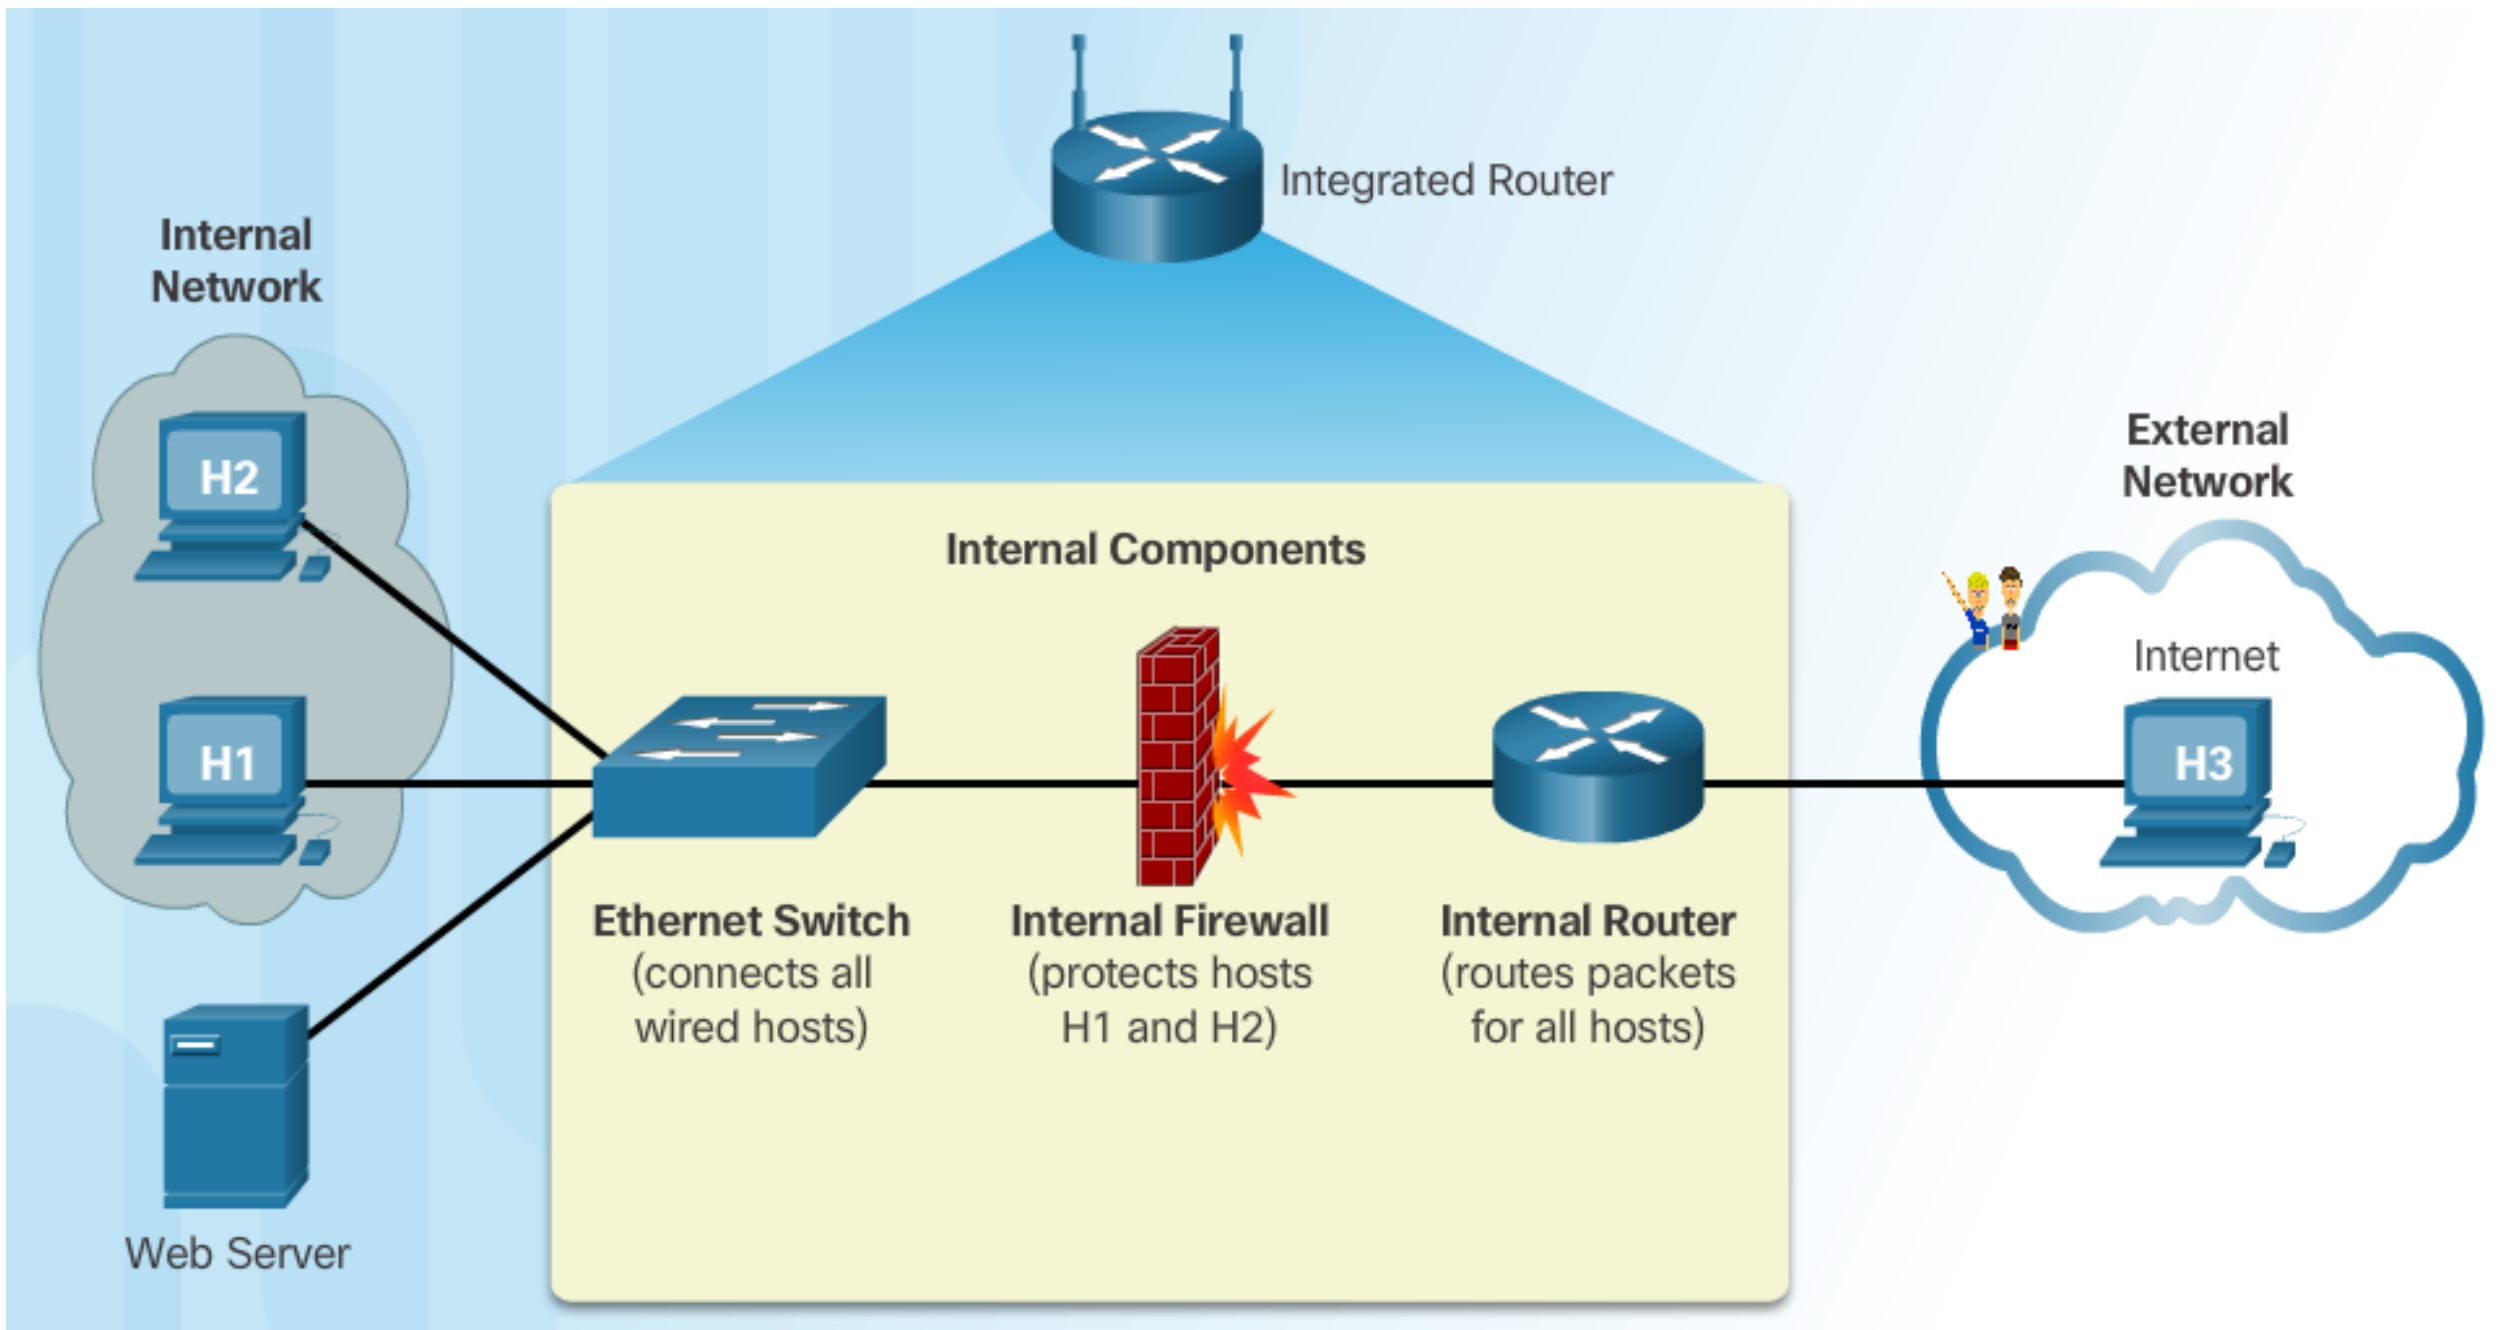 Integrated Router
Internal
Network
H2
H1
Web Server
Internal Components
Ethernet Switch
(connects all
wired hosts)
Internal Firewall
(protects hosts
H1 and H2)
Internal Router
(routes packets
for all hosts)
External
Network
Internet
H3